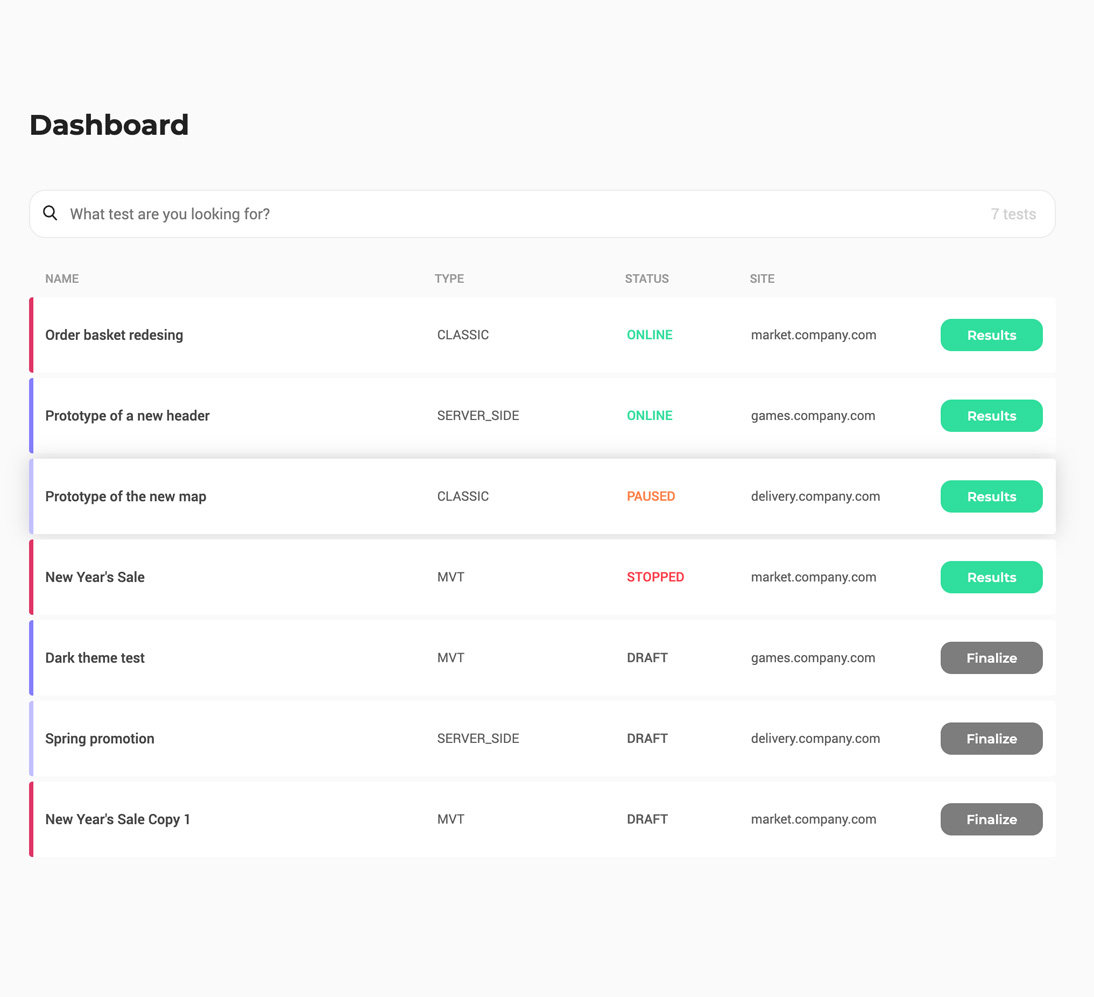 Dashboard
What test are you looking for? 7 tests
NAME TYPE STATUS SITE
Order basket redesing CLASSIC ONLINE market.company.com Results
Prototype of a new header SERVER_SIDE ONLINE games.company.com Results
Prototype of the new map CLASSIC PAUSED delivery.company.com Results
New Year's Sale MVT STOPPED market.company.com Results
Dark theme test MVT DRAFT games.company.com Finalize
Spring promotion SERVER_SIDE DRAFT delivery.company.com Finalize
New Year's Sale Copy 1 MVT DRAFT market.company.com Finalize